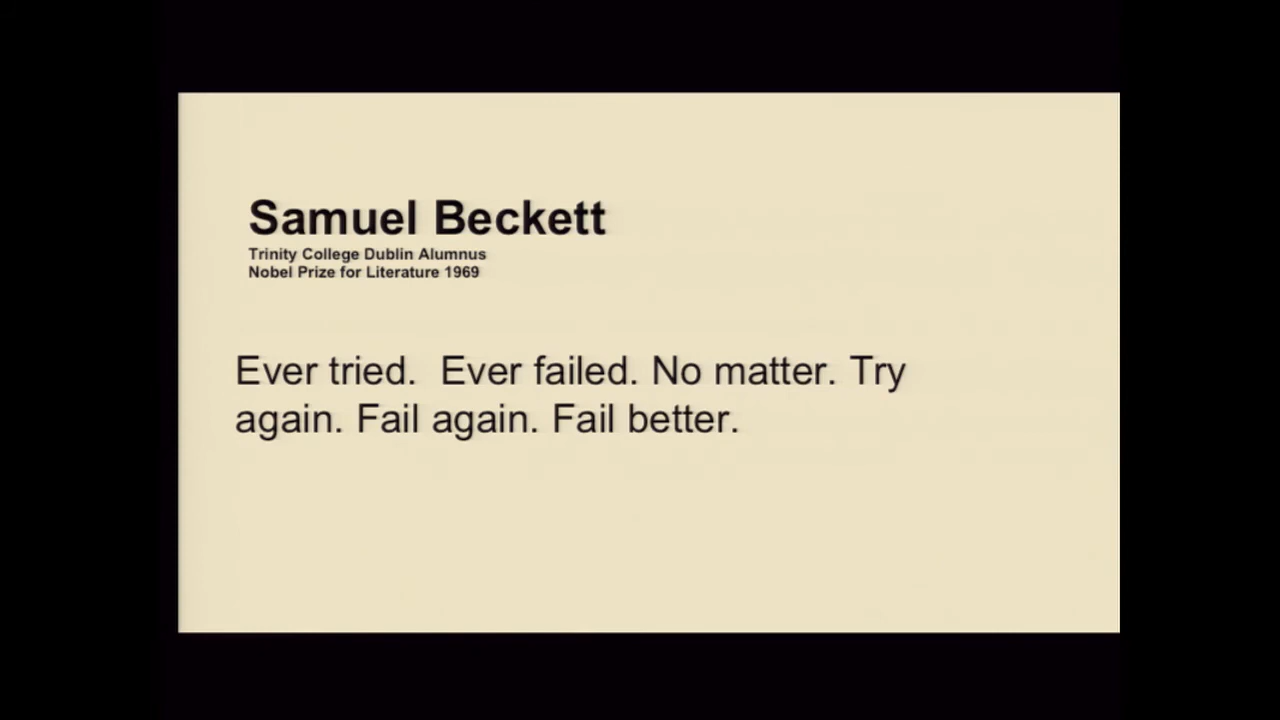 Samuel Beckett
Trinity College Dublin Alumnus
Nobel Prize for Literature 1969
Ever tried.  Ever failed. No matter. Try
again. Fail again. Fail better.